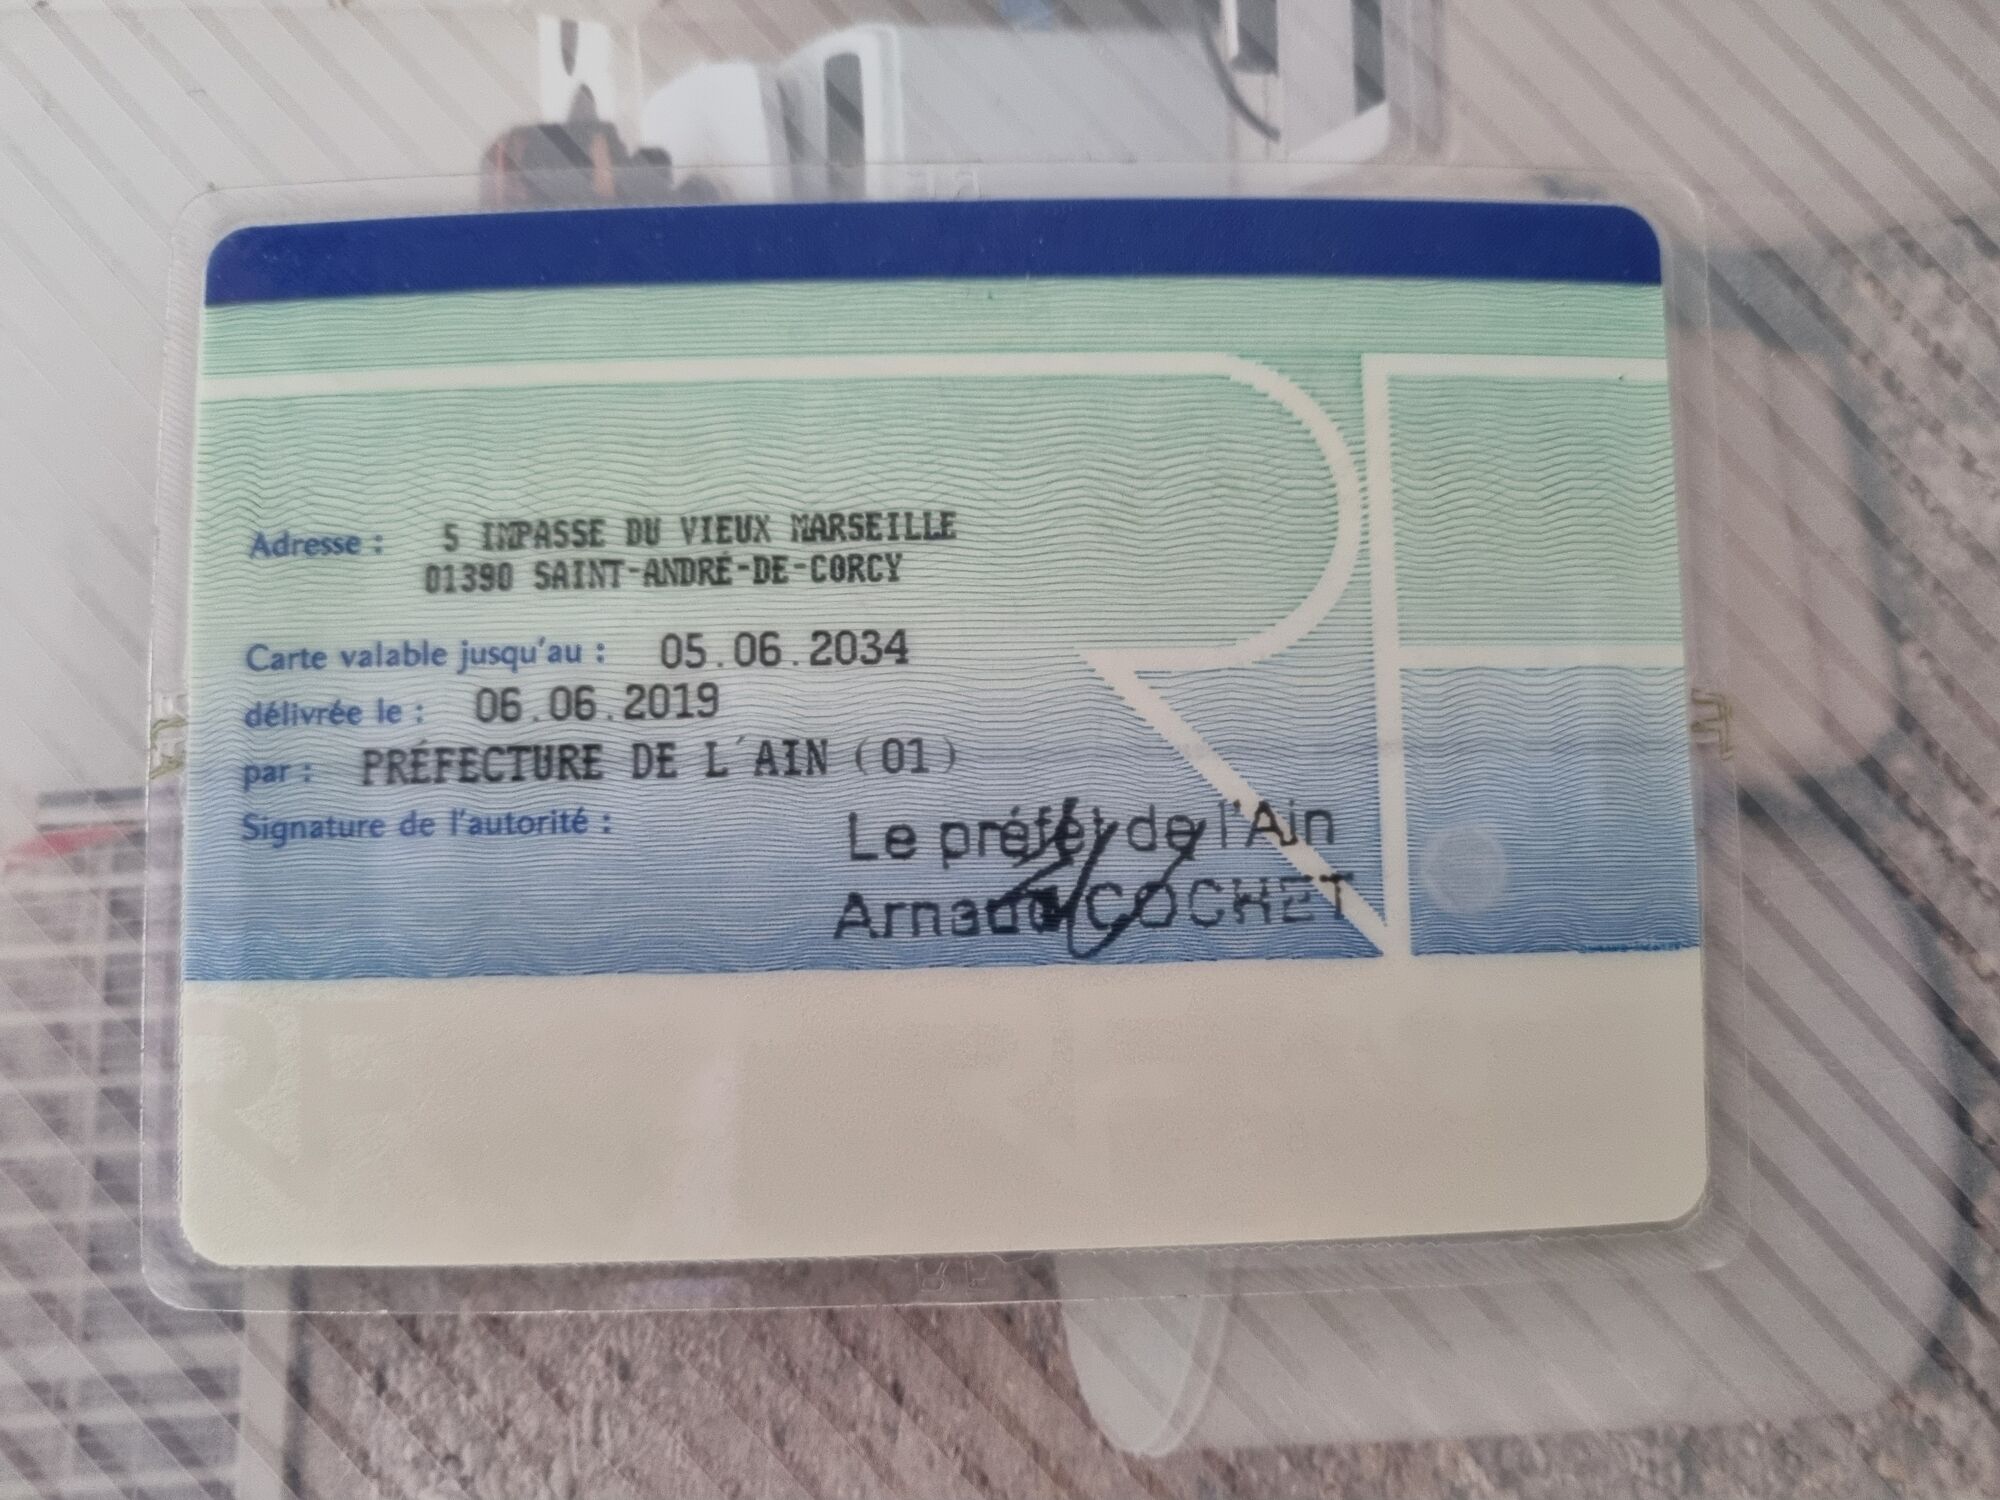 Adresse : 5 IMPASSE DU VIEUX MARSEILLE
01390 SAINT-ANDRÉ-DE-CORCY
Carte valable jusqu'au : 05.06.2034
délivrée le : 06.06.2019
par : PRÉFECTURE DE L´AIN (01)
Signature de l'autorité :
Le préfet de l'Ain
Arnaud COCHET
RF